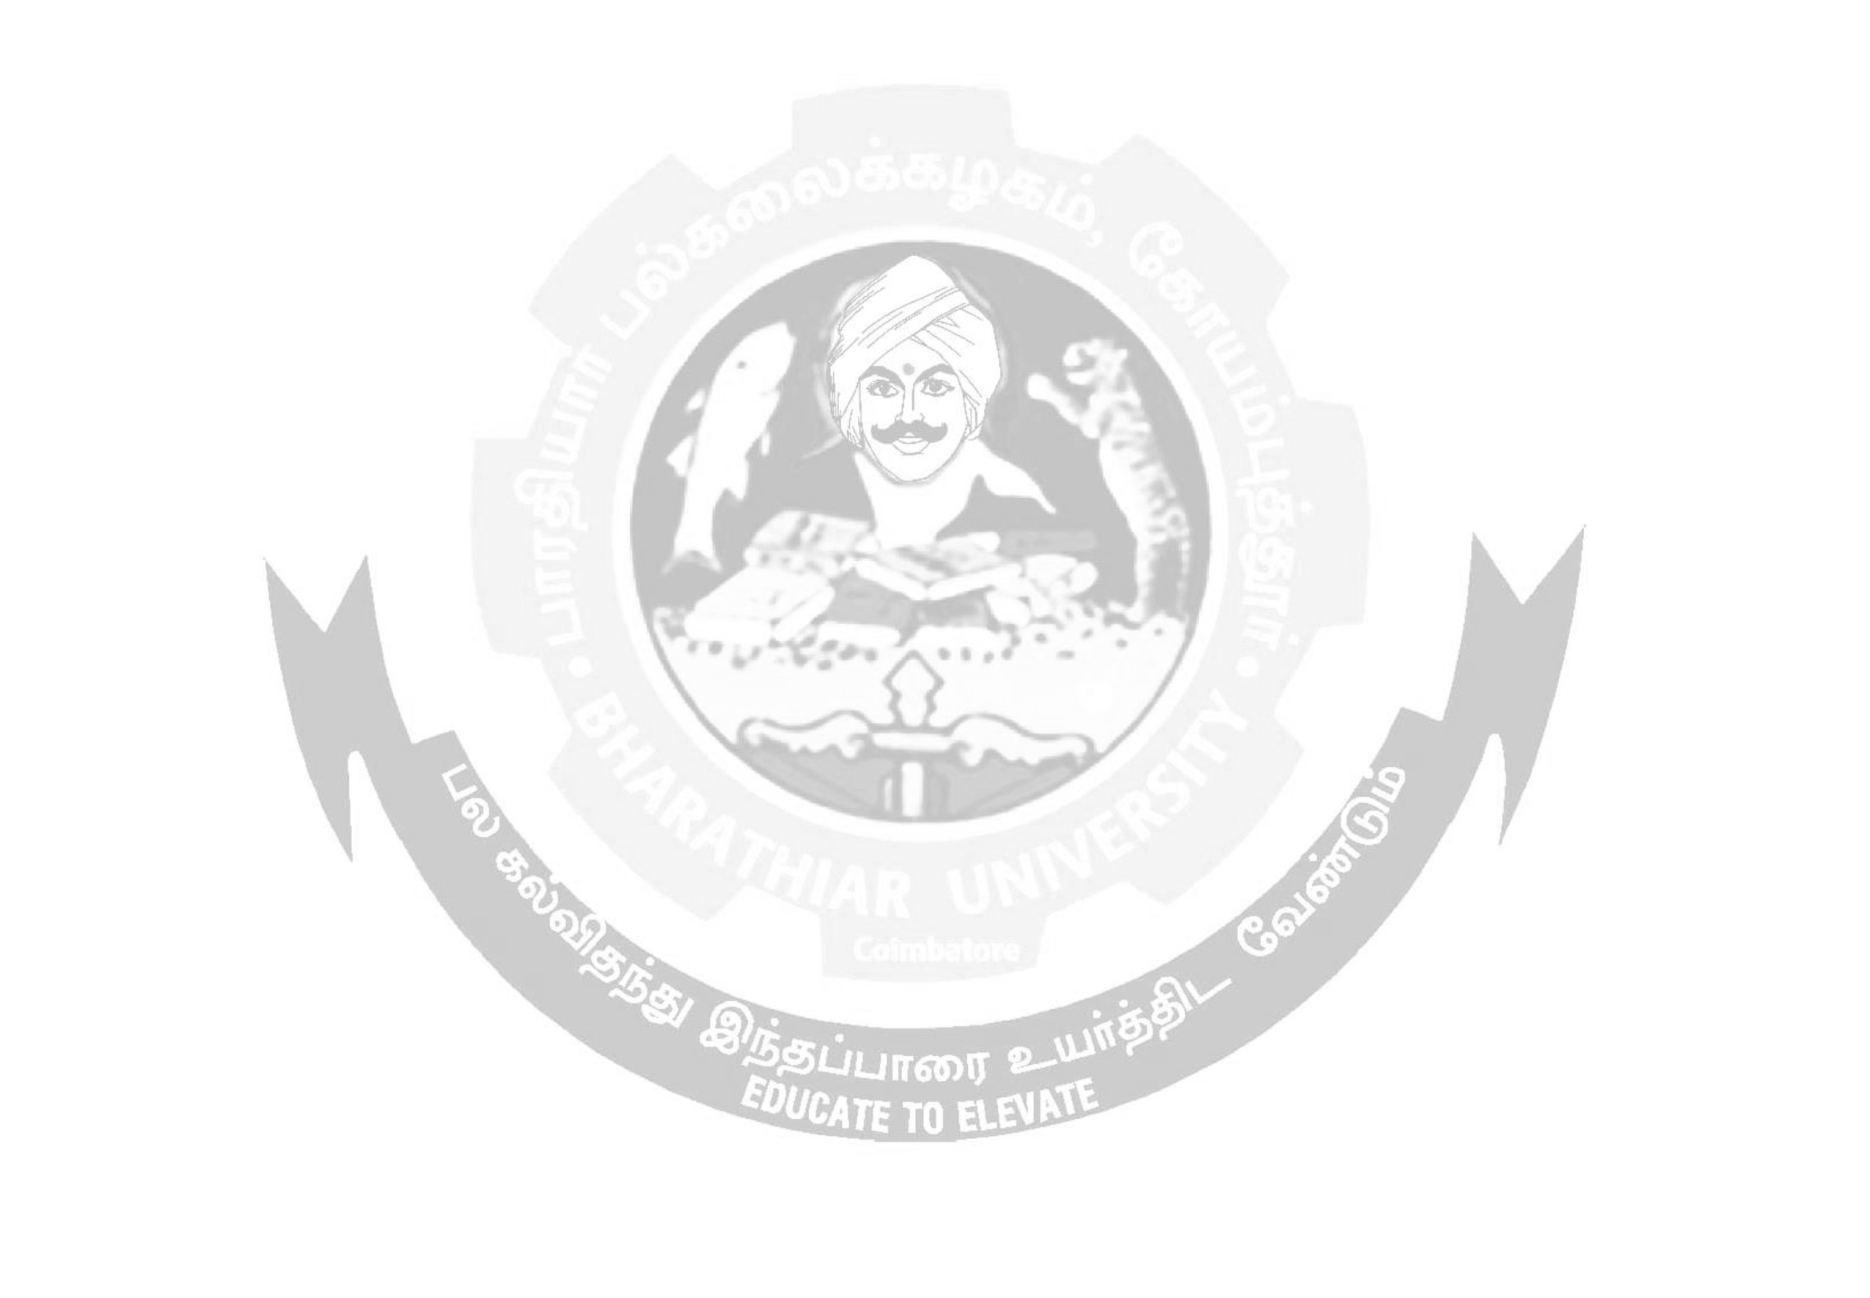 பாரதியார் பல்கலைக்கழகம், கோயம்புத்தூர்
BHARATHIAR UNIVERSITY
Coimbatore
பல கல்விதந்து இந்தப்பாரை உயர்த்திட வேண்டும்
EDUCATE TO ELEVATE